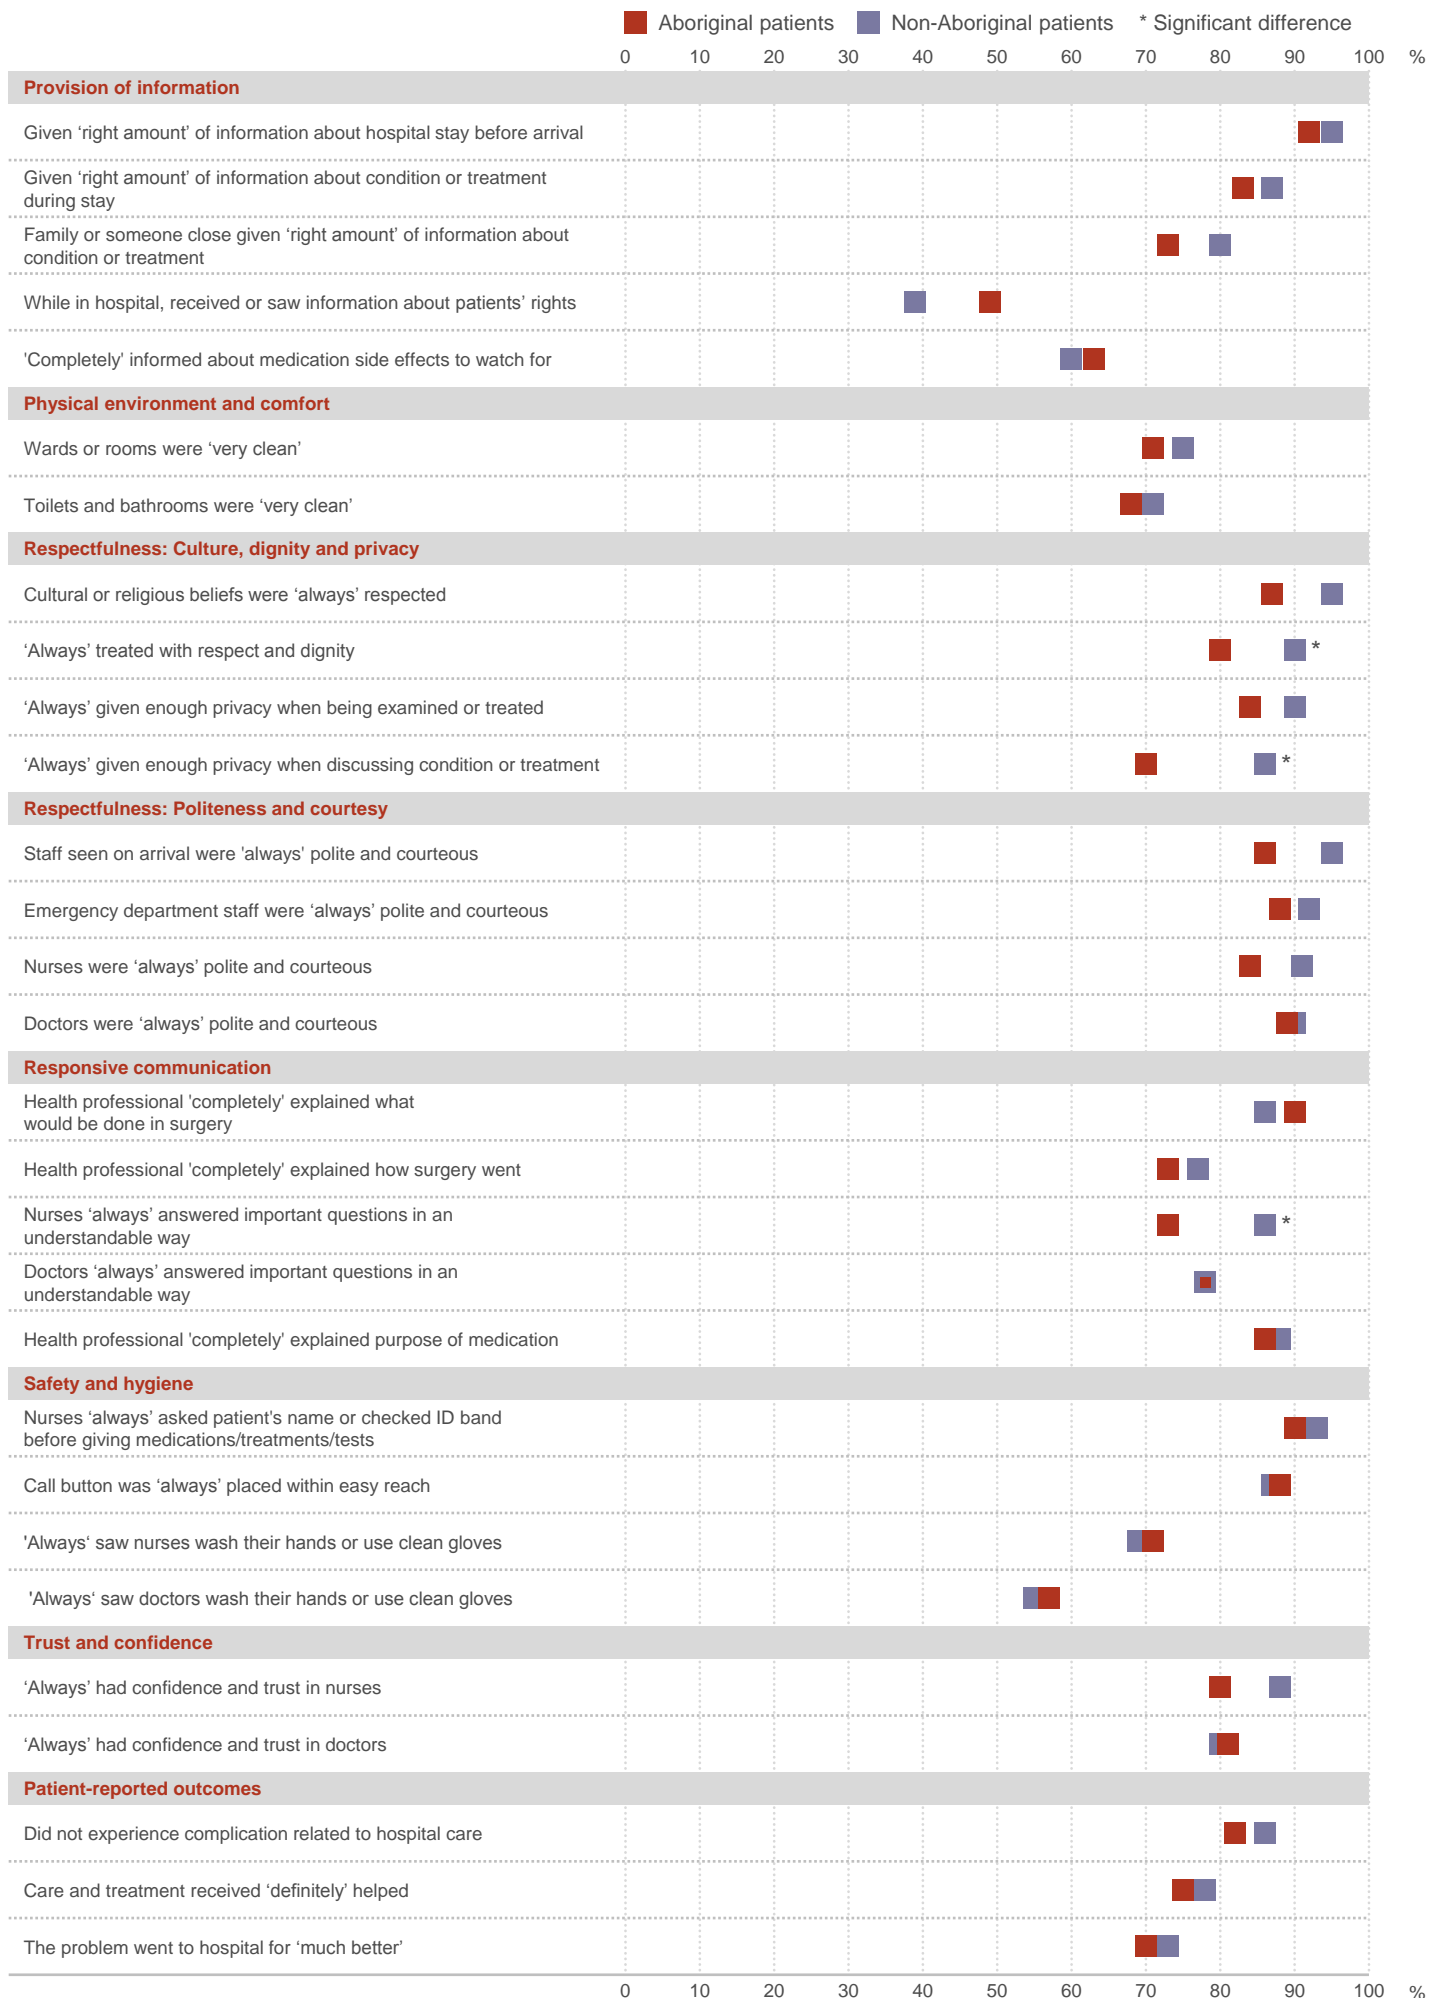 Aboriginal patients Non-Aboriginal patients * Significant difference
0 10 20 30 40 50 60 70 80 90 100 %
Provision of information
Given ‘right amount’ of information about hospital stay before arrival
Given ‘right amount’ of information about condition or treatment
during stay
Family or someone close given ‘right amount’ of information about
condition or treatment
While in hospital, received or saw information about patients’ rights
'Completely' informed about medication side effects to watch for
Physical environment and comfort
Wards or rooms were ‘very clean’
Toilets and bathrooms were ‘very clean’
Respectfulness: Culture, dignity and privacy
Cultural or religious beliefs were ‘always’ respected
‘Always’ treated with respect and dignity *
‘Always’ given enough privacy when being examined or treated
‘Always’ given enough privacy when discussing condition or treatment *
Respectfulness: Politeness and courtesy
Staff seen on arrival were 'always' polite and courteous
Emergency department staff were ‘always’ polite and courteous
Nurses were ‘always’ polite and courteous
Doctors were ‘always’ polite and courteous
Responsive communication
Health professional 'completely' explained what
would be done in surgery
Health professional 'completely' explained how surgery went
Nurses ‘always’ answered important questions in an
understandable way *
Doctors ‘always’ answered important questions in an
understandable way
Health professional 'completely' explained purpose of medication
Safety and hygiene
Nurses ‘always’ asked patient's name or checked ID band
before giving medications/treatments/tests
Call button was ‘always’ placed within easy reach
'Always‘ saw nurses wash their hands or use clean gloves
'Always‘ saw doctors wash their hands or use clean gloves
Trust and confidence
‘Always’ had confidence and trust in nurses
‘Always’ had confidence and trust in doctors
Patient-reported outcomes
Did not experience complication related to hospital care
Care and treatment received ‘definitely’ helped
The problem went to hospital for ‘much better’
0 10 20 30 40 50 60 70 80 90 100 %